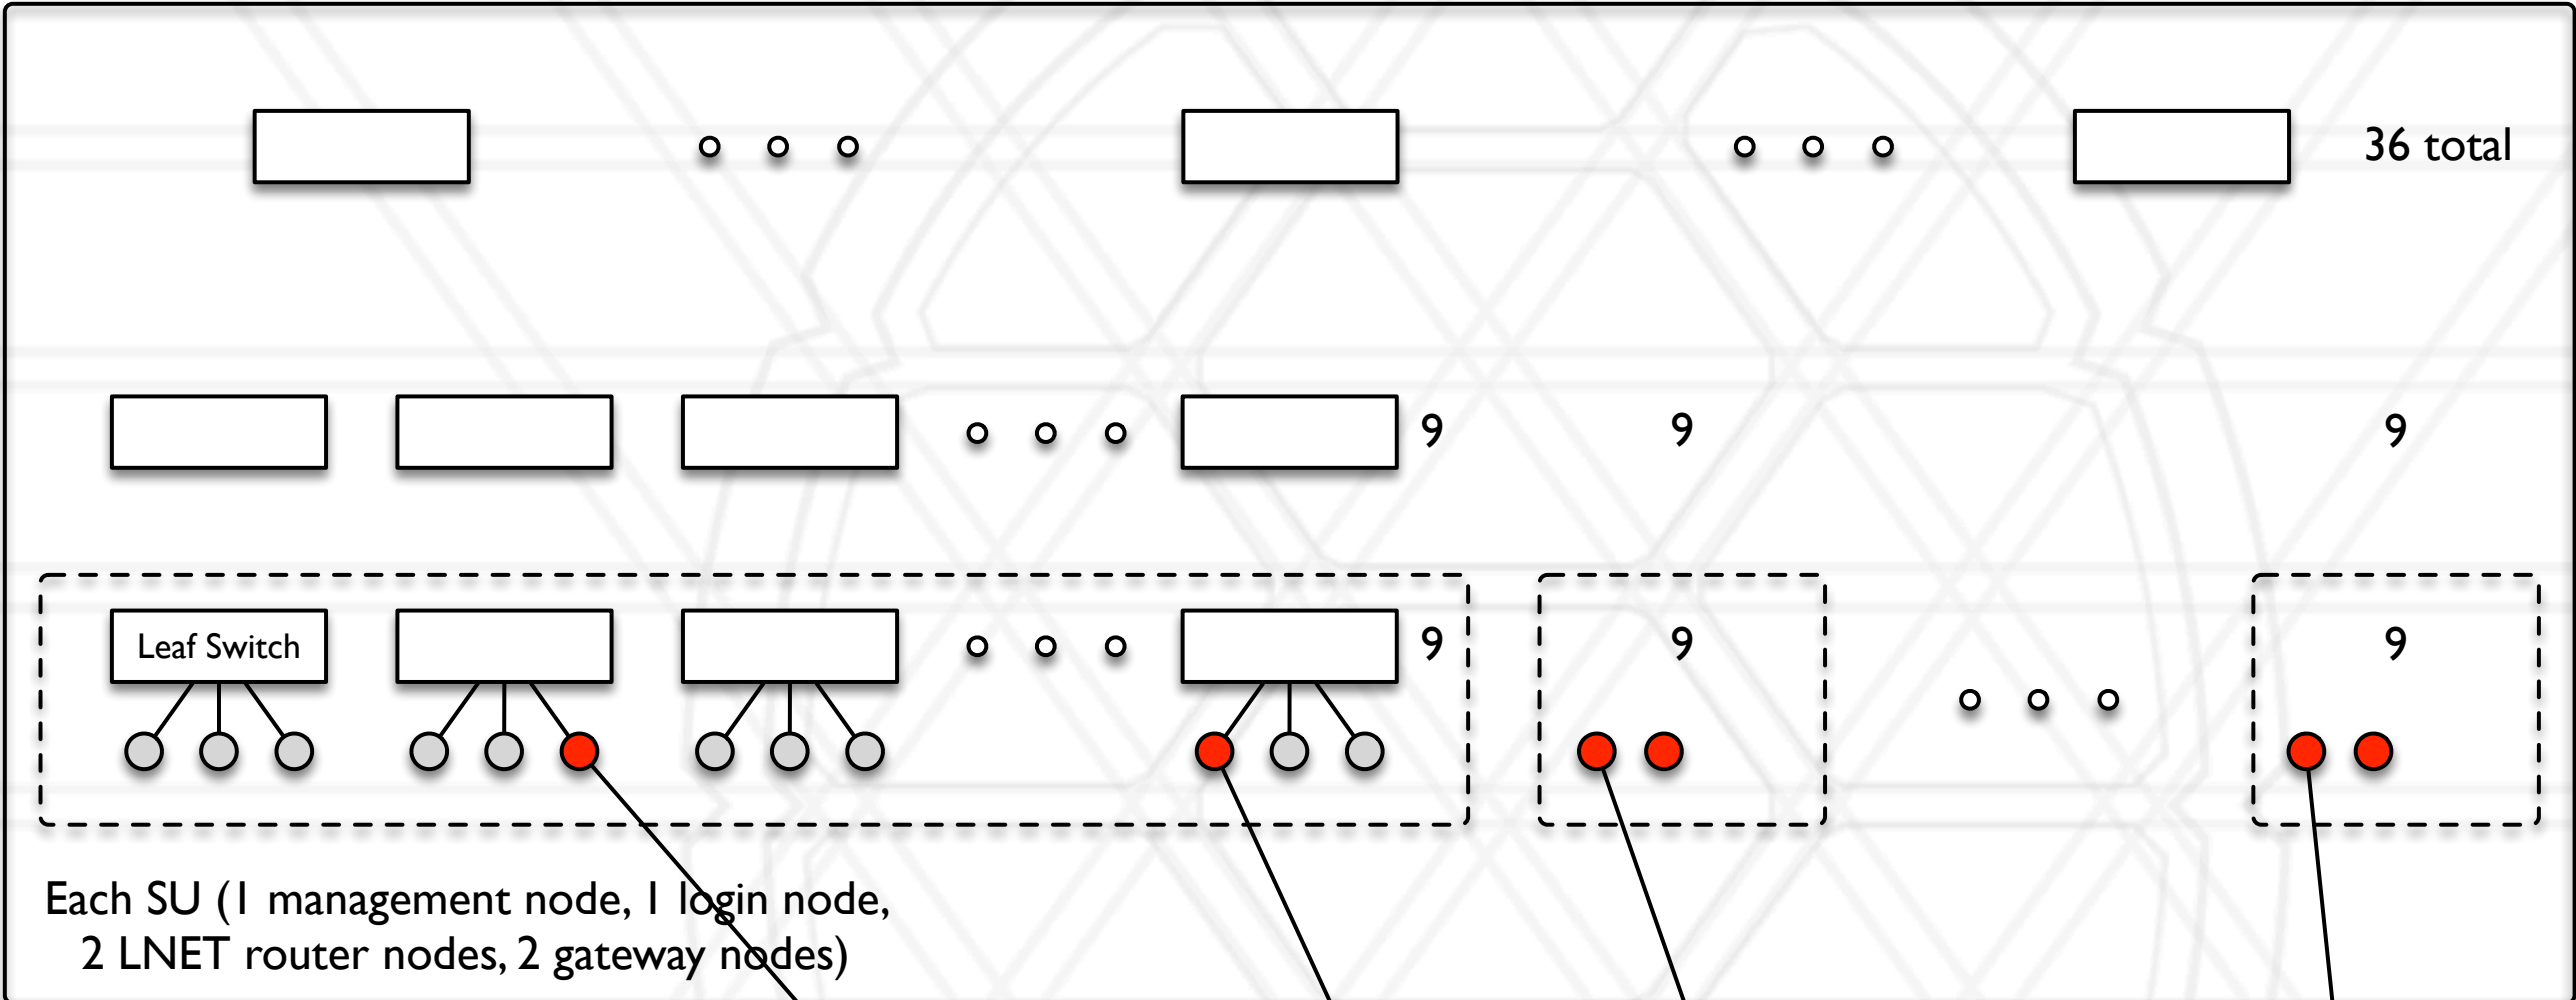 36 total
9
9
9
Leaf Switch
9
9
9
Each SU (1 management node, 1 login node,
2 LNET router nodes, 2 gateway nodes)